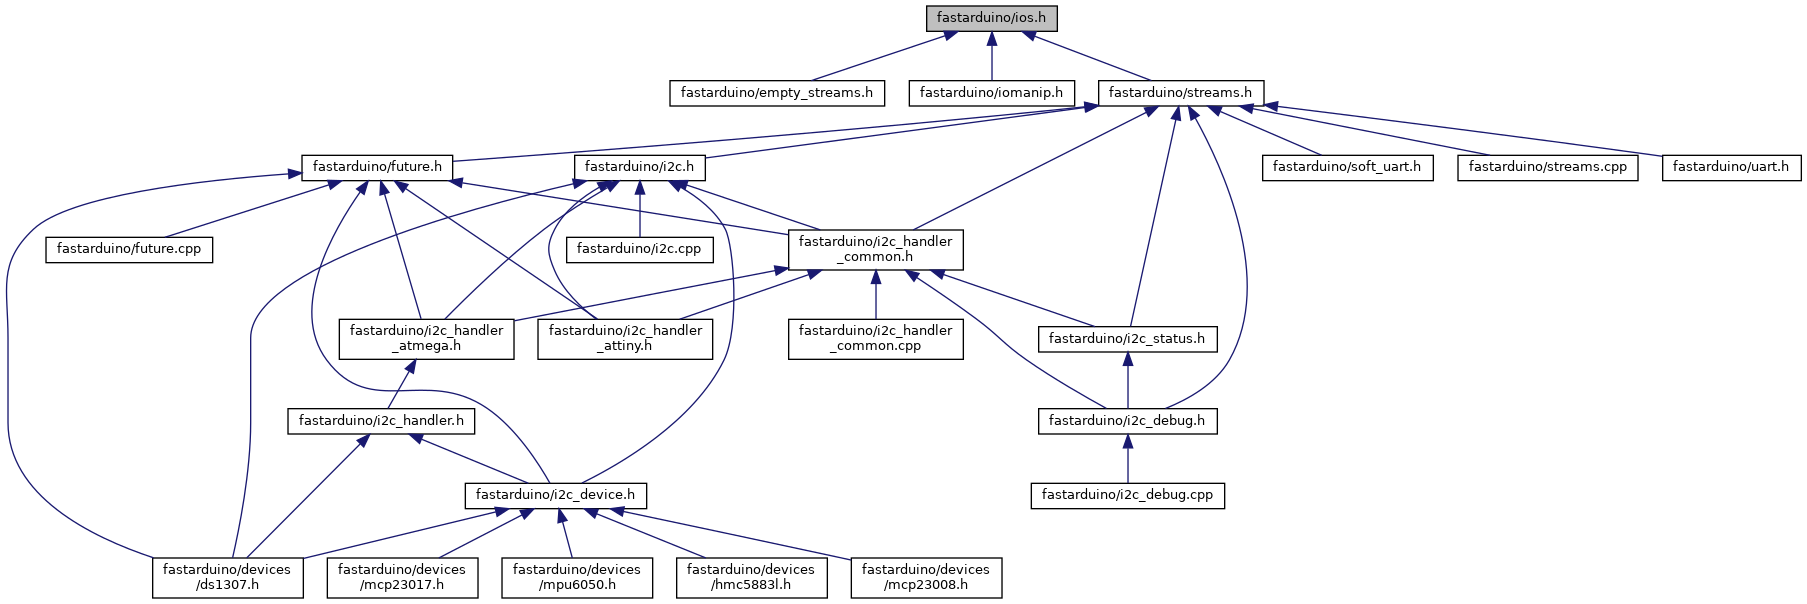 fastarduino/ios.h
fastarduino/empty_streams.h
fastarduino/iomanip.h
fastarduino/streams.h
fastarduino/future.h
fastarduino/i2c.h
fastarduino/soft_uart.h
fastarduino/streams.cpp
fastarduino/uart.h
fastarduino/future.cpp
fastarduino/i2c.cpp
fastarduino/i2c_handler
_common.h
fastarduino/i2c_handler
_atmega.h
fastarduino/i2c_handler
_attiny.h
fastarduino/i2c_handler
_common.cpp
fastarduino/i2c_status.h
fastarduino/i2c_handler.h
fastarduino/i2c_debug.h
fastarduino/i2c_device.h
fastarduino/i2c_debug.cpp
fastarduino/devices
/ds1307.h
fastarduino/devices
/mcp23017.h
fastarduino/devices
/mpu6050.h
fastarduino/devices
/hmc5883l.h
fastarduino/devices
/mcp23008.h